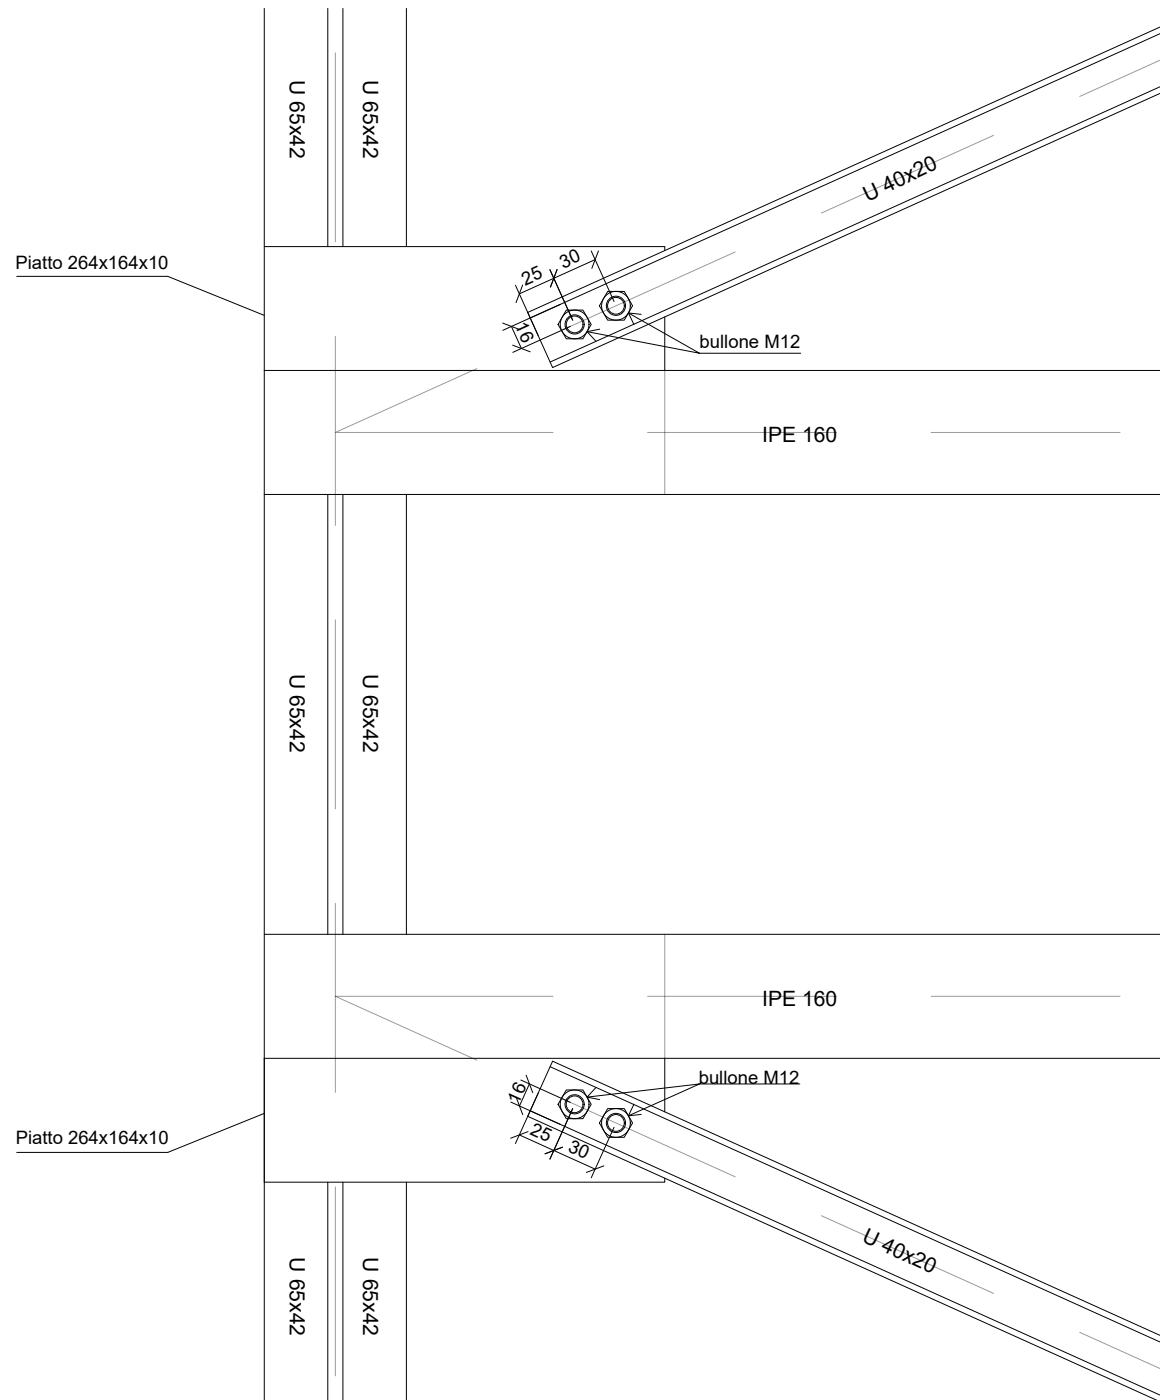 U 65x42
U 65x42
U 40x20
Piatto 264x164x10
25
30
16
bullone M12
IPE 160
U 65x42
U 65x42
IPE 160
bullone M12
16
25
30
Piatto 264x164x10
U 40x20
U 65x42
U 65x42